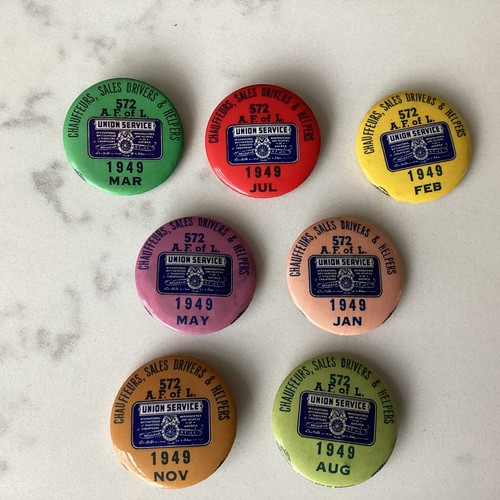 CHAUFFEURS, SALES DRIVERS & HELPERS
572
A. F. of L.
UNION SERVICE
1949
MAR
CHAUFFEURS, SALES DRIVERS & HELPERS
572
A. F. of L.
UNION SERVICE
1949
JUL
CHAUFFEURS, SALES DRIVERS & HELPERS
572
A. F. of L.
UNION SERVICE
1949
FEB
CHAUFFEURS, SALES DRIVERS & HELPERS
572
A. F. of L.
UNION SERVICE
1949
MAY
CHAUFFEURS, SALES DRIVERS & HELPERS
572
A. F. of L.
UNION SERVICE
1949
JAN
CHAUFFEURS, SALES DRIVERS & HELPERS
572
A. F. of L.
UNION SERVICE
1949
NOV
CHAUFFEURS, SALES DRIVERS & HELPERS
572
A. F. of L.
UNION SERVICE
1949
AUG